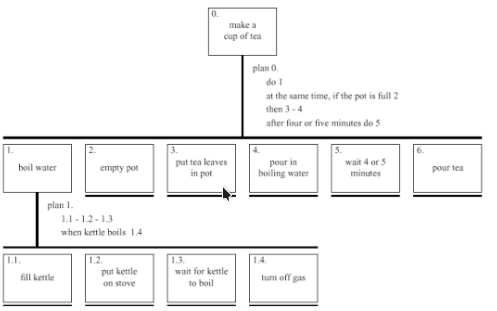 0.
make a
cup of tea
plan 0.
do 1
at the same time, if the pot is full 2
then 3 - 4
after four or five minutes do 5
1.
boil water
2.
empty pot
3.
put tea leaves
in pot
4.
pour in
boiling water
5.
wait 4 or 5
minutes
6.
pour tea
plan 1.
1.1 - 1.2 - 1.3
when kettle boils 1.4
1.1.
fill kettle
1.2.
put kettle
on stove
1.3.
wait for kettle
to boil
1.4.
turn off gas